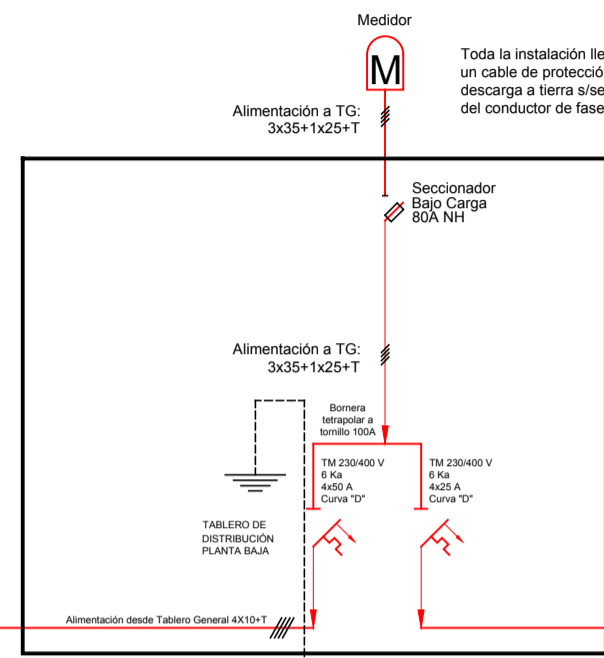 Medidor
M
Toda la instalación lle
un cable de protecció
descarga a tierra s/se
del conductor de fase
Alimentación a TG:
3x35+1x25+T
Seccionador
Bajo Carga
80A NH
Alimentación a TG:
3x35+1x25+T
Bornera
tetrapolar a
tornillo 100A
TM 230/400 V
6 Ka
4x50 A
Curva "D"
TM 230/400 V
6 Ka
4x25 A
Curva "D"
TABLERO DE
DISTRIBUCIÓN
PLANTA BAJA
Alimentación desde Tablero General 4X10+T